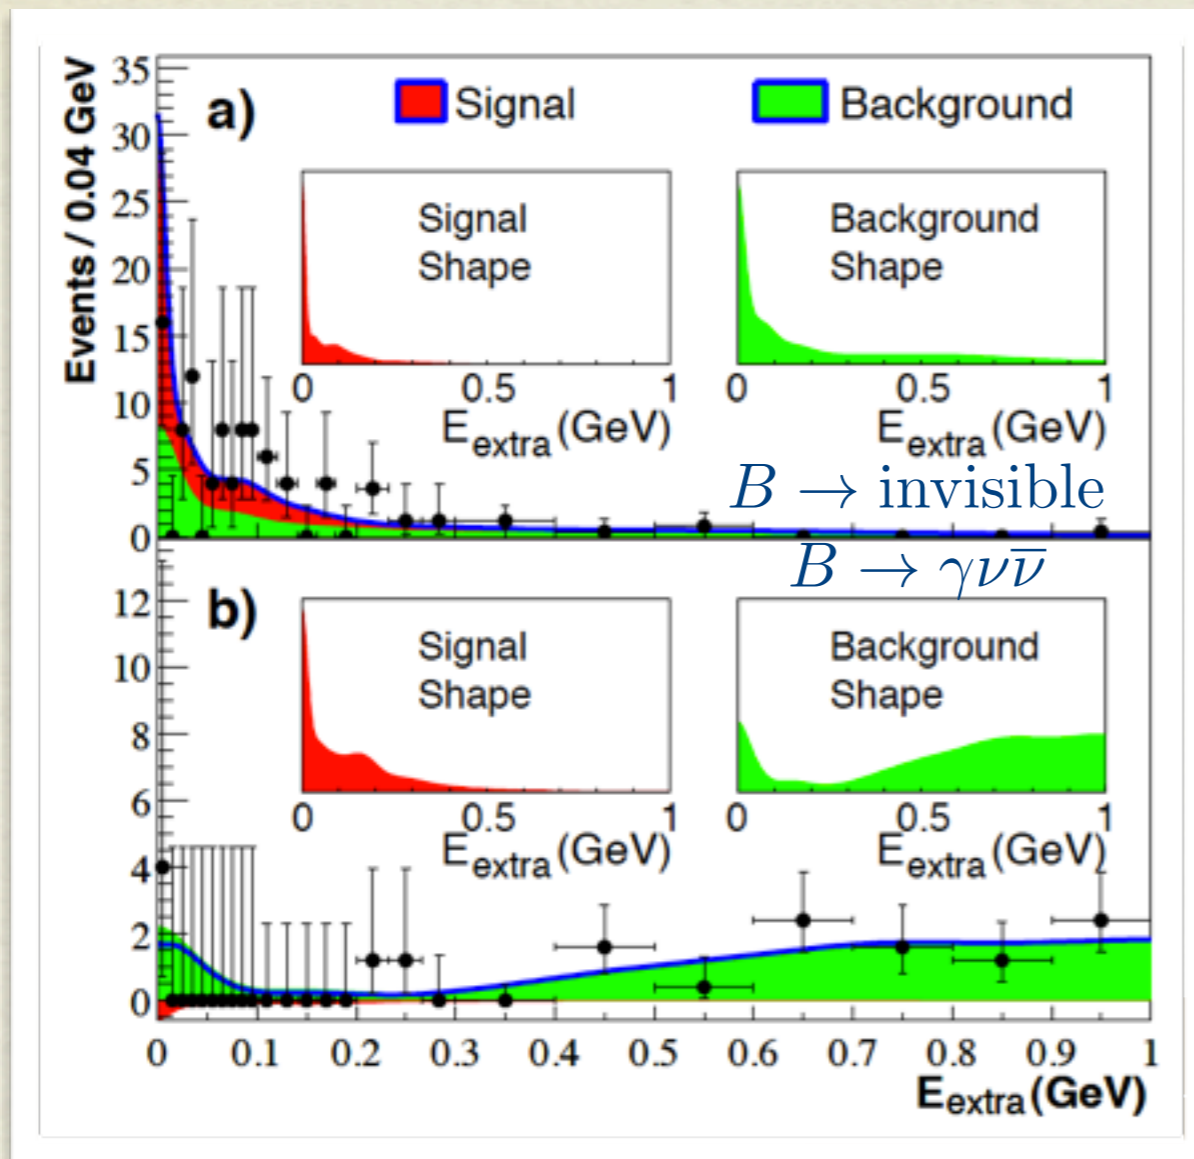 Events / 0.04 GeV
35
30
25
20
15
10
5
0
a)
Signal
Background
Signal
Shape
0 0.5 1
E_extra (GeV)
Background
Shape
0 0.5 1
E_extra (GeV)
B → invisible
B → γνν̅
12
10
8
6
4
2
0
b)
Signal
Shape
0 0.5 1
E_extra (GeV)
Background
Shape
0 0.5 1
E_extra (GeV)
0 0.1 0.2 0.3 0.4 0.5 0.6 0.7 0.8 0.9 1
E_extra (GeV)